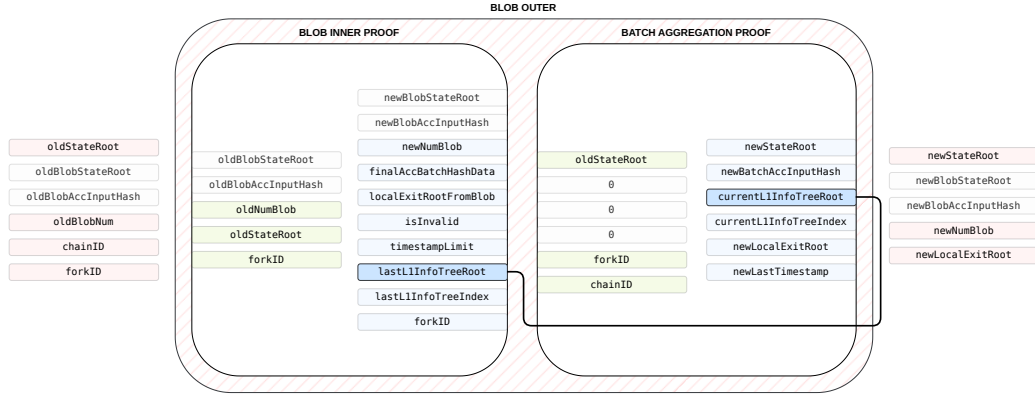 BLOB OUTER
BLOB INNER PROOF
BATCH AGGREGATION PROOF
oldStateRoot
oldBlobStateRoot
oldBlobAccInputHash
oldBlobNum
chainID
forkID
oldBlobStateRoot
oldBlobAccInputHash
oldNumBlob
oldStateRoot
forkID
newBlobStateRoot
newBlobAccInputHash
newNumBlob
finalAccBatchHashData
localExitRootFromBlob
isInvalid
timestampLimit
lastL1InfoTreeRoot
lastL1InfoTreeIndex
forkID
oldStateRoot
0
0
0
forkID
chainID
newStateRoot
newBatchAccInputHash
currentL1InfoTreeRoot
currentL1InfoTreeIndex
newLocalExitRoot
newLastTimestamp
newStateRoot
newBlobStateRoot
newBlobAccInputHash
newNumBlob
newLocalExitRoot